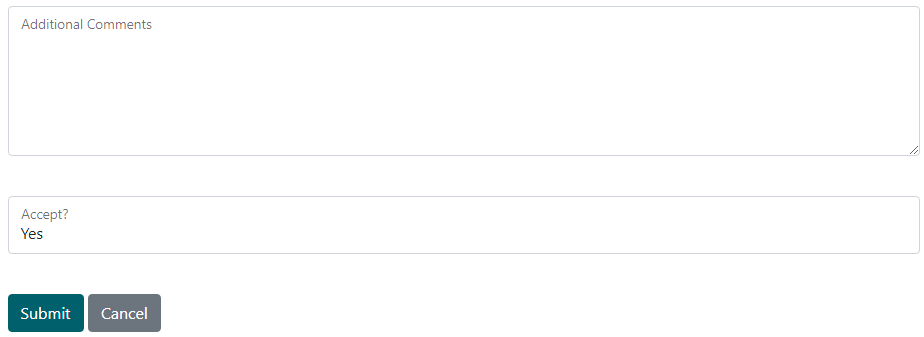 Additional Comments
Accept?
Yes
Submit Cancel